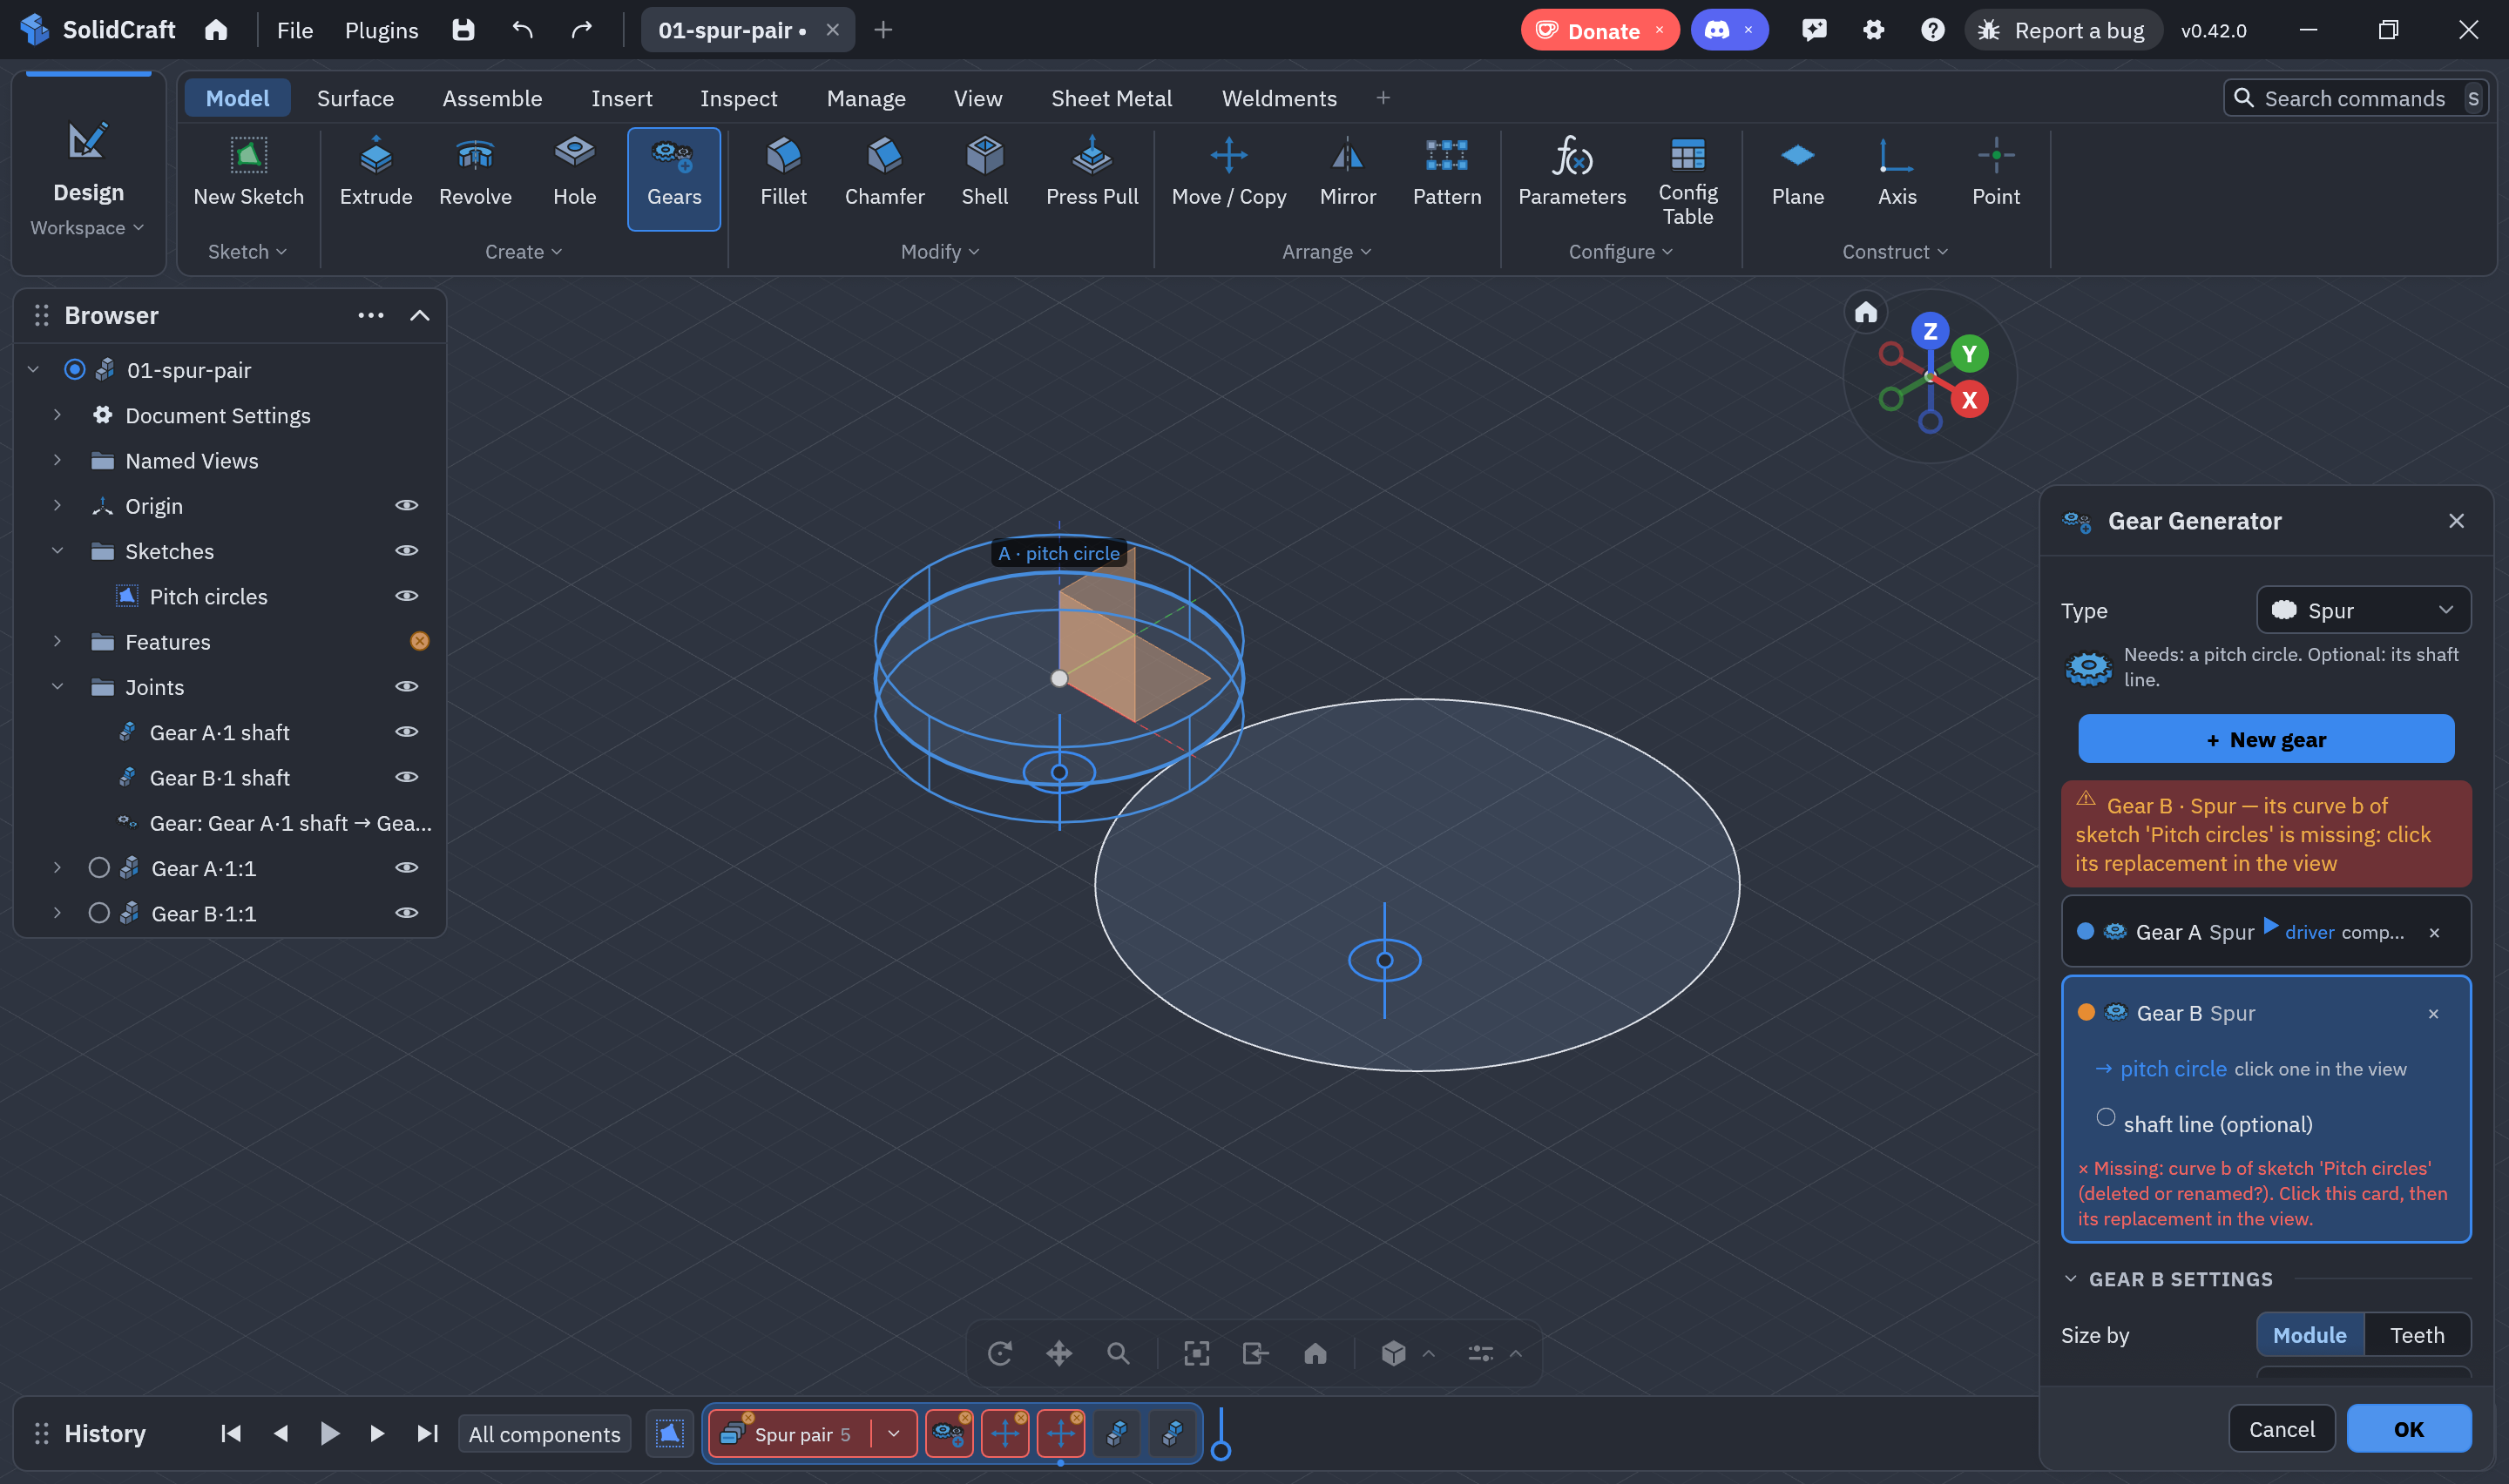 SolidCraft
File
Plugins
01-spur-pair •
Donate
Report a bug
v0.42.0
Design
Workspace
Model
Surface
Assemble
Insert
Inspect
Manage
View
Sheet Metal
Weldments
Search commands
S
New Sketch
Extrude
Revolve
Hole
Gears
Fillet
Chamfer
Shell
Press Pull
Move / Copy
Mirror
Pattern
Parameters
Config
Table
Plane
Axis
Point
Sketch
Create
Modify
Arrange
Configure
Construct
Browser
01-spur-pair
Document Settings
Named Views
Origin
Sketches
Pitch circles
Features
Joints
Gear A·1 shaft
Gear B·1 shaft
Gear: Gear A·1 shaft → Gea...
Gear A·1:1
Gear B·1:1
A · pitch circle
Z
Y
X
Gear Generator
Type
Spur
Needs: a pitch circle. Optional: its shaft
line.
+ New gear
⚠ Gear B · Spur — its curve b of
sketch 'Pitch circles' is missing: click
its replacement in the view
Gear A Spur ▶ driver comp... ×
Gear B Spur ×
→ pitch circle click one in the view
shaft line (optional)
× Missing: curve b of sketch 'Pitch circles'
(deleted or renamed?). Click this card, then
its replacement in the view.
GEAR B SETTINGS
Size by
Module
Teeth
Cancel
OK
History
All components
Spur pair 5